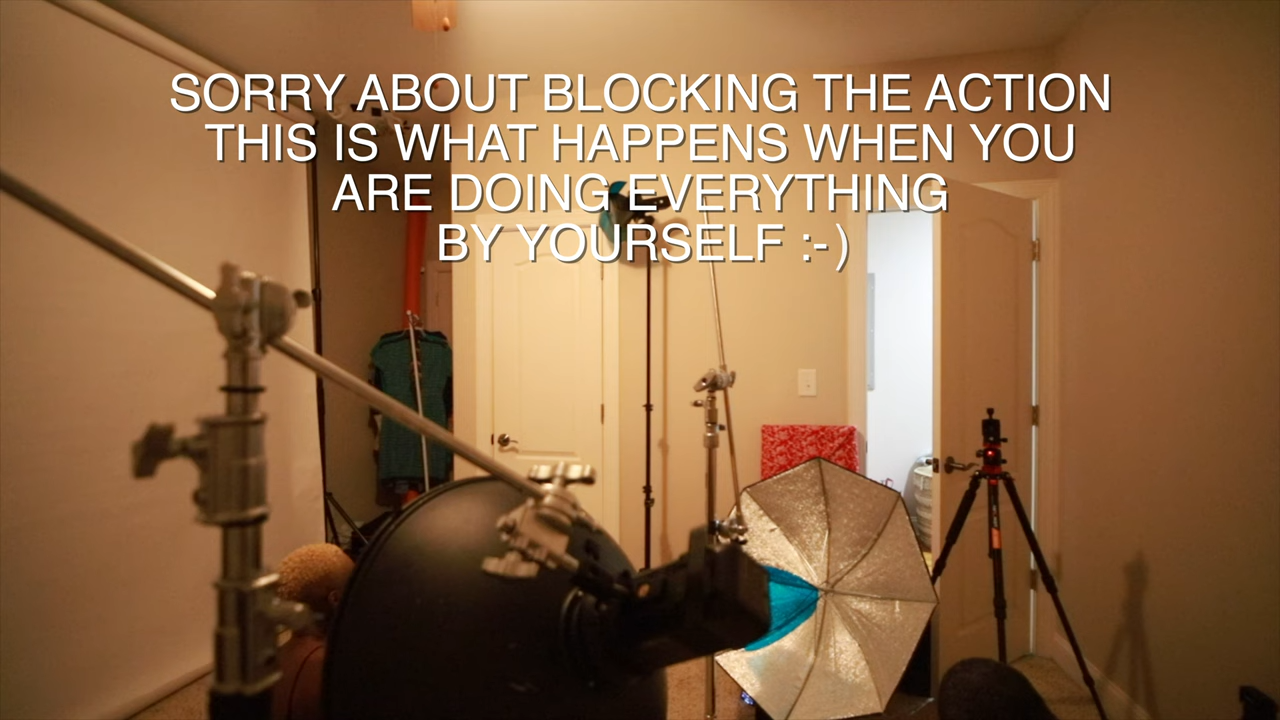 SORRY ABOUT BLOCKING THE ACTION
THIS IS WHAT HAPPENS WHEN YOU
ARE DOING EVERYTHING
BY YOURSELF :-)